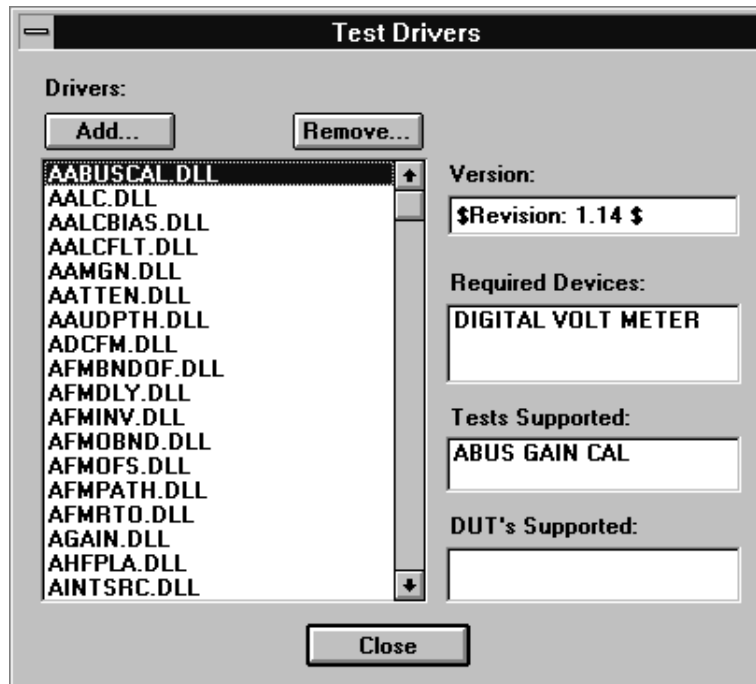 Test Drivers
Drivers:
Add...
Remove...
AABUSCAL.DLL
AALC.DLL
AALCBIAS.DLL
AALCFLT.DLL
AAMGN.DLL
AATTEN.DLL
AAUDPTH.DLL
ADCFM.DLL
AFMBNDOF.DLL
AFMDLY.DLL
AFMINV.DLL
AFMOBND.DLL
AFMOFS.DLL
AFMPATH.DLL
AFMRTO.DLL
AGAIN.DLL
AHFPLA.DLL
AINTSRC.DLL
Version:
$Revision: 1.14 $
Required Devices:
DIGITAL VOLT METER
Tests Supported:
ABUS GAIN CAL
DUT's Supported:
Close